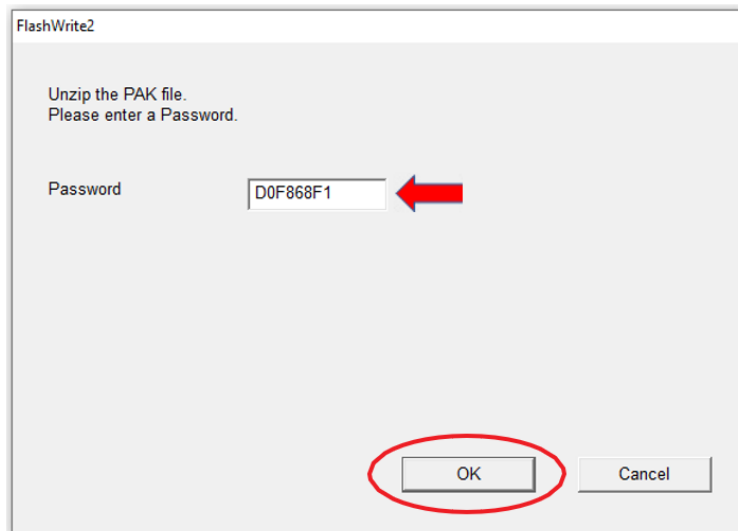 FlashWrite2
Unzip the PAK file.
Please enter a Password.
Password
D0F868F1
OK
Cancel